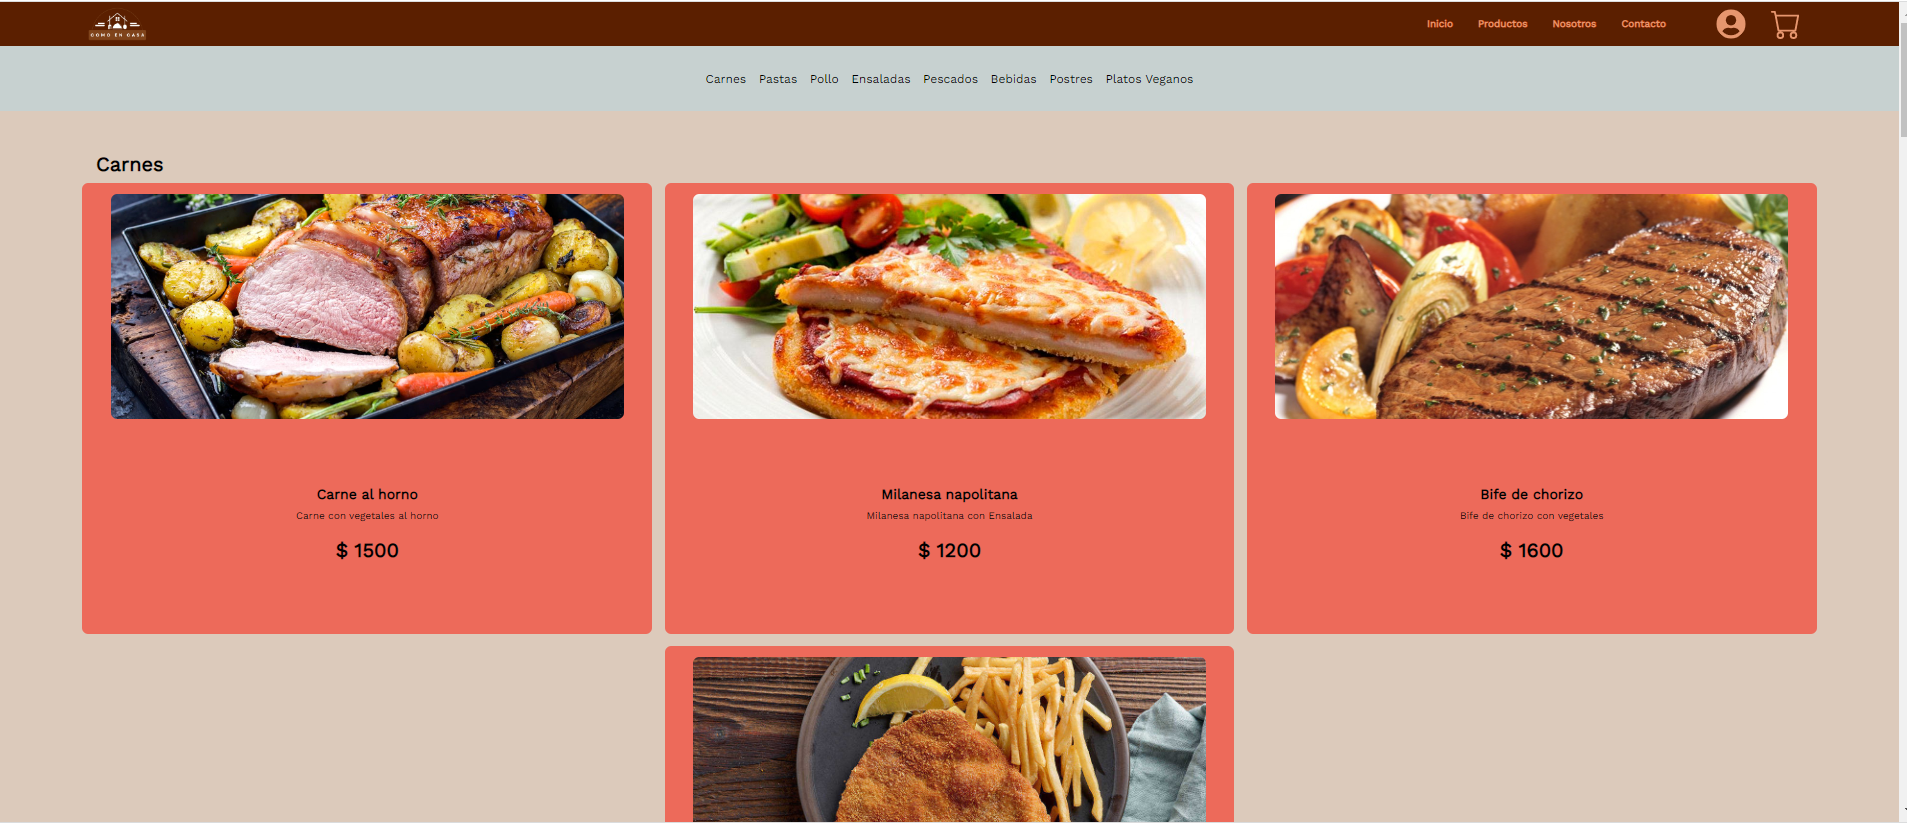 COMO EN CASA
Inicio Productos Nosotros Contacto
Carnes Pastas Pollo Ensaladas Pescados Bebidas Postres Platos Veganos
Carnes
Carne al horno
Carne con vegetales al horno
$ 1500
Milanesa napolitana
Milanesa napolitana con Ensalada
$ 1200
Bife de chorizo
Bife de chorizo con vegetales
$ 1600